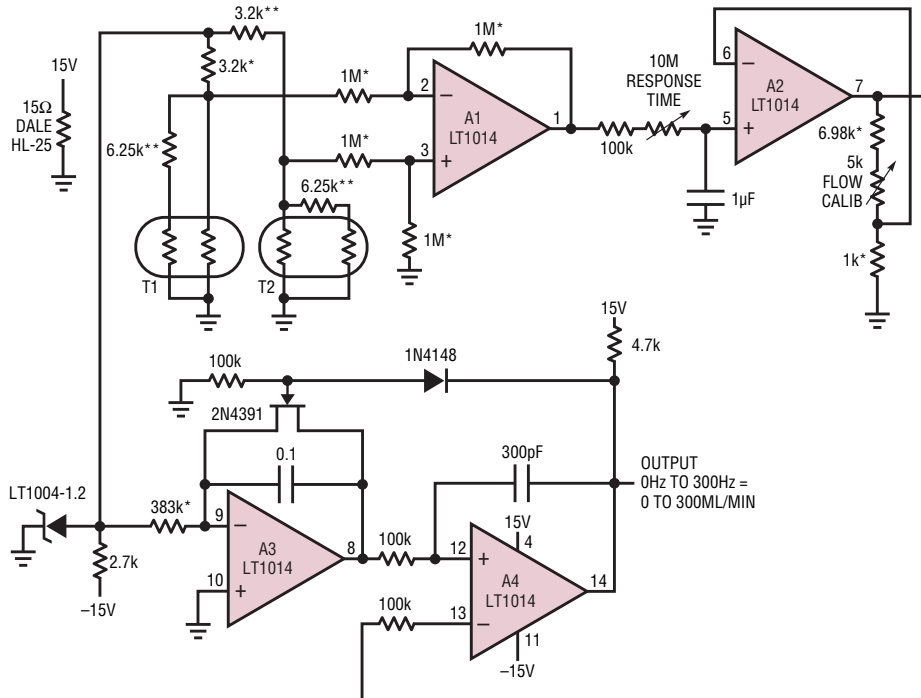 3.2k**
3.2k*
15V
15Ω
DALE
HL-25
6.25k**
T1
1M*
1M*
6.25k**
T2
1M*
1M*
2
3
A1
LT1014
1
100k
10M
RESPONSE
TIME
1µF
6
5
A2
LT1014
7
6.98k*
5k
FLOW
CALIB
1k*
100k
2N4391
1N4148
15V
4.7k
0.1
300pF
OUTPUT
0Hz TO 300Hz =
0 TO 300ML/MIN
LT1004-1.2
383k*
2.7k
–15V
9
10
A3
LT1014
8
100k
100k
12
13
15V
4
A4
LT1014
14
11
–15V